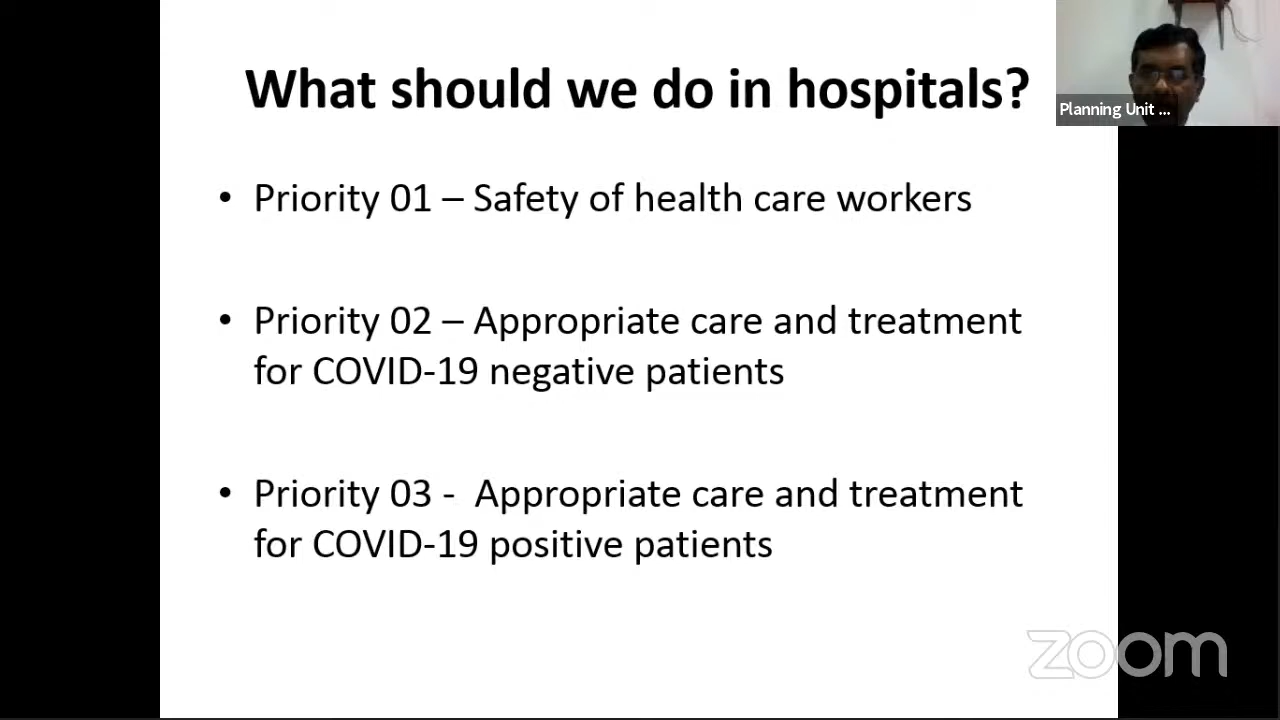 What should we do in hospitals?
Planning Unit ...
• Priority 01 – Safety of health care workers
• Priority 02 – Appropriate care and treatment
for COVID-19 negative patients
• Priority 03 -  Appropriate care and treatment
for COVID-19 positive patients
zoom